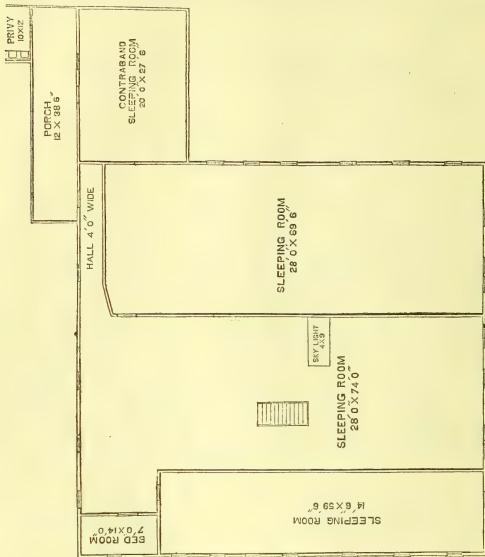 PRIVY
10X12
PORCH
12 X 38 6"
CONTRABAND
SLEEPING ROOM
20' 0 X 27' 6
HALL 4' 0" WIDE
SLEEPING ROOM
28' 0 X 69' 6"
SKY LIGHT
4X9
SLEEPING ROOM
28' 0 X 74' 0"
BED ROOM
7' 0 X 14' 0"
SLEEPING ROOM
14' 6 X 59 6"